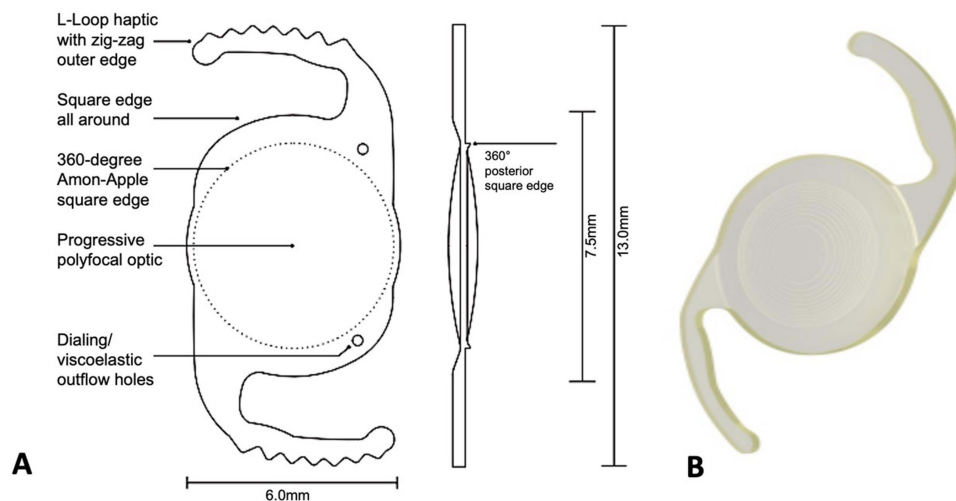 L-Loop haptic
with zig-zag
outer edge
Square edge
all around
360-degree
Amon-Apple
square edge
Progressive
polyfocal optic
Dialing/
viscoelastic
outflow holes
360°
posterior
square edge
7.5mm
13.0mm
6.0mm
A
B